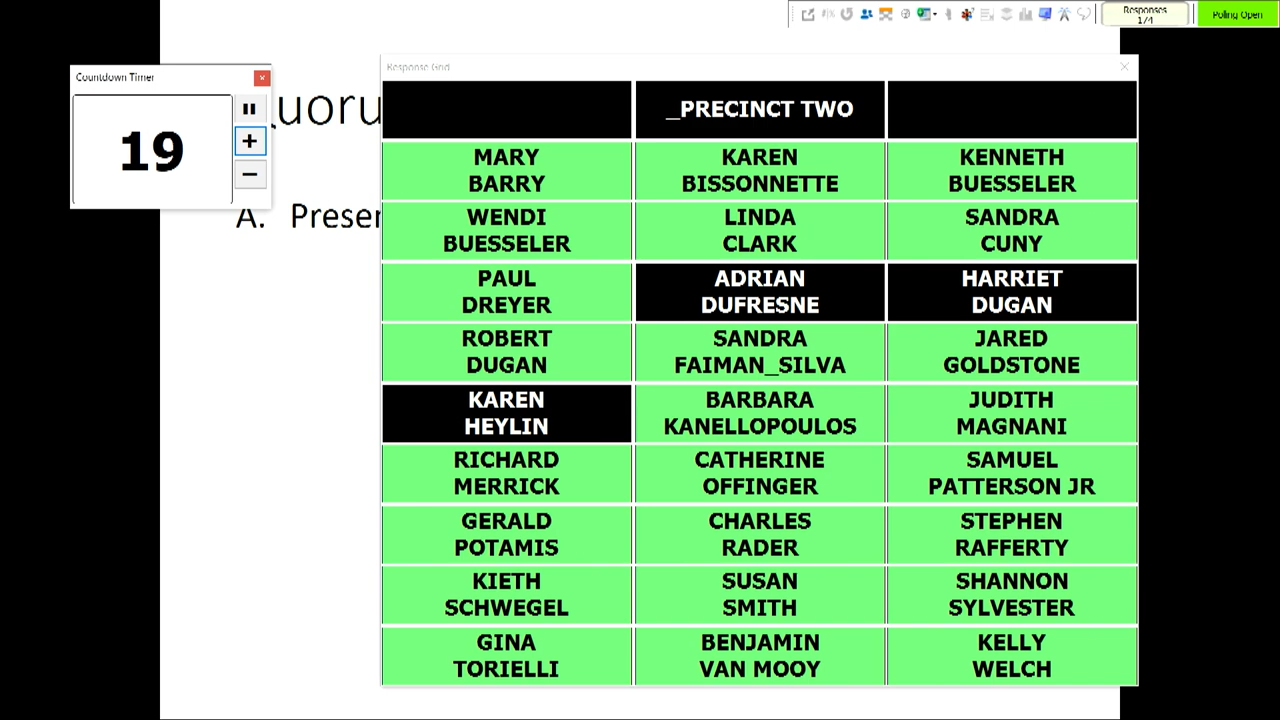 Responses
1/4
Polling Open
Countdown Timer
19
Response Grid
_PRECINCT TWO
MARY
BARRY
KAREN
BISSONNETTE
KENNETH
BUESSELER
WENDI
BUESSELER
LINDA
CLARK
SANDRA
CUNY
A. Presen
PAUL
DREYER
ADRIAN
DUFRESNE
HARRIET
DUGAN
ROBERT
DUGAN
SANDRA
FAIMAN_SILVA
JARED
GOLDSTONE
KAREN
HEYLIN
BARBARA
KANELLOPOULOS
JUDITH
MAGNANI
RICHARD
MERRICK
CATHERINE
OFFINGER
SAMUEL
PATTERSON JR
GERALD
POTAMIS
CHARLES
RADER
STEPHEN
RAFFERTY
KIETH
SCHWEGEL
SUSAN
SMITH
SHANNON
SYLVESTER
GINA
TORIELLI
BENJAMIN
VAN MOOY
KELLY
WELCH